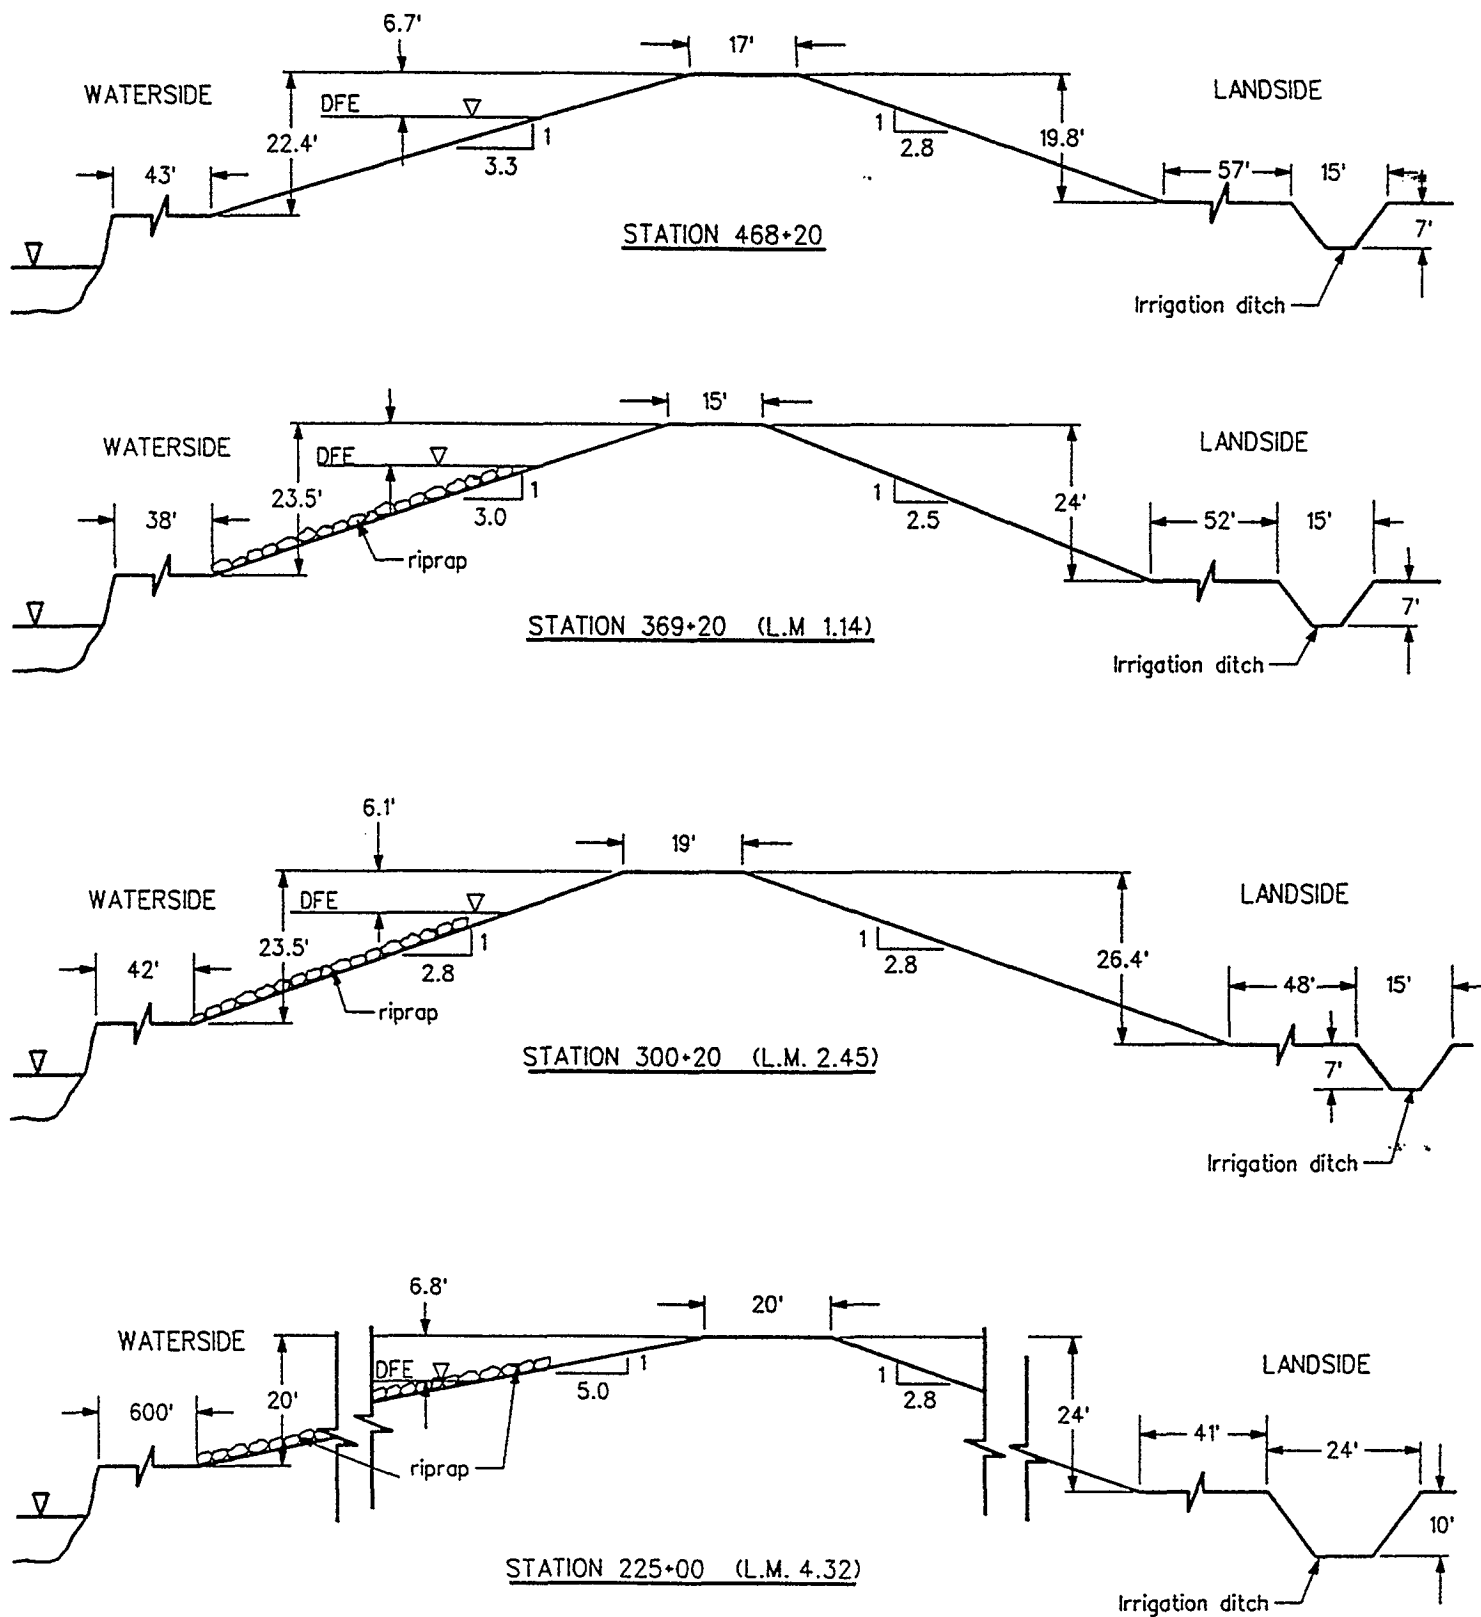 6.7'
17'
WATERSIDE
LANDSIDE
DFE
22.4'
1
3.3
1
2.8
19.8'
43'
57'
15'
7'
STATION 468+20
Irrigation ditch
15'
WATERSIDE
LANDSIDE
DFE
23.5'
1
3.0
1
2.5
24'
38'
52'
15'
riprap
7'
STATION 369+20 (L.M 1.14)
Irrigation ditch
6.1'
19'
WATERSIDE
LANDSIDE
DFE
23.5'
1
2.8
1
2.8
26.4'
42'
48'
15'
riprap
7'
STATION 300+20 (L.M. 2.45)
Irrigation ditch
6.8'
20'
WATERSIDE
LANDSIDE
DFE
1
5.0
1
2.8
20'
24'
600'
41'
24'
riprap
10'
STATION 225+00 (L.M. 4.32)
Irrigation ditch